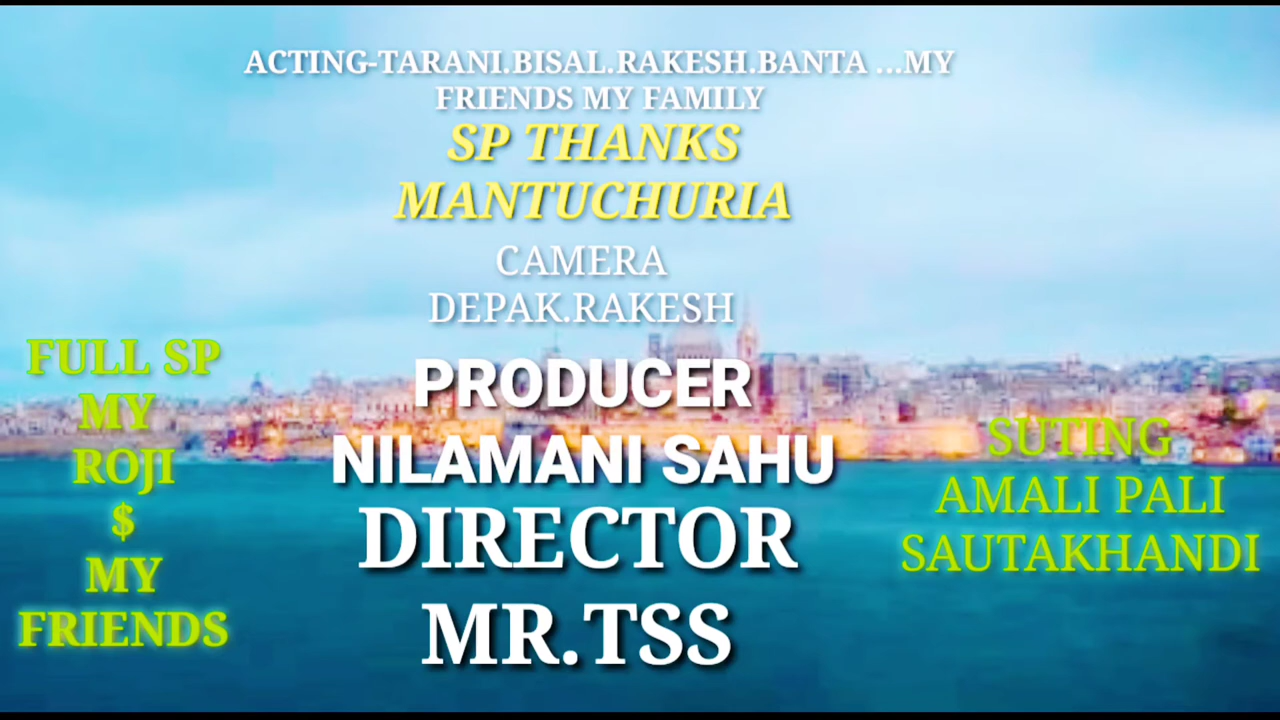 ACTING-TARANI.BISAL.RAKESH.BANTA ...MY
FRIENDS MY FAMILY
SP THANKS
MANTUCHURIA
CAMERA
DEPAK.RAKESH
PRODUCER
NILAMANI SAHU
DIRECTOR
MR.TSS
FULL SP
MY
ROJI
$
MY
FRIENDS
SUTING
AMALI PALI
SAUTAKHANDI